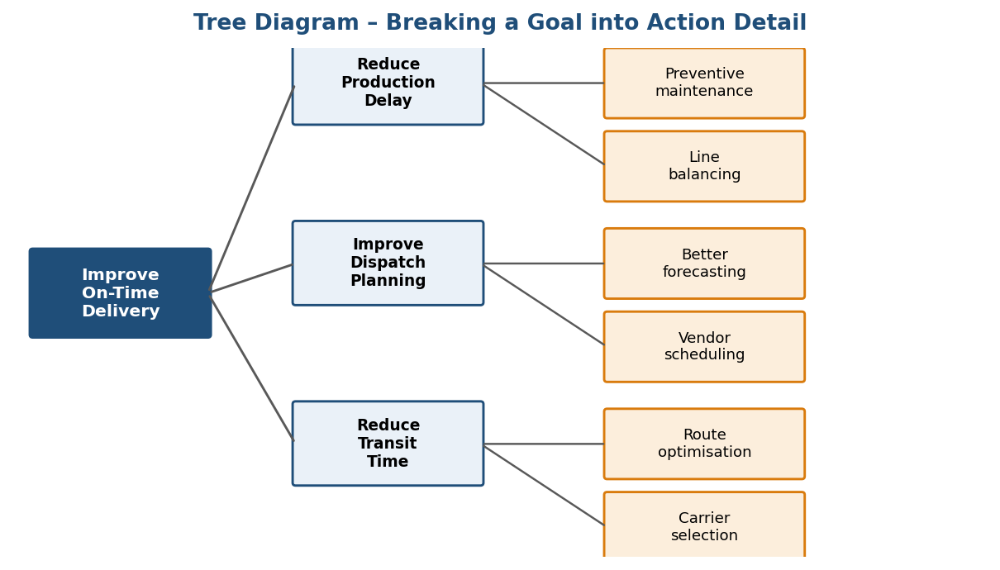 Tree Diagram – Breaking a Goal into Action Detail
Reduce
Production
Delay
Preventive
maintenance
Line
balancing
Improve
On-Time
Delivery
Improve
Dispatch
Planning
Better
forecasting
Vendor
scheduling
Reduce
Transit
Time
Route
optimisation
Carrier
selection